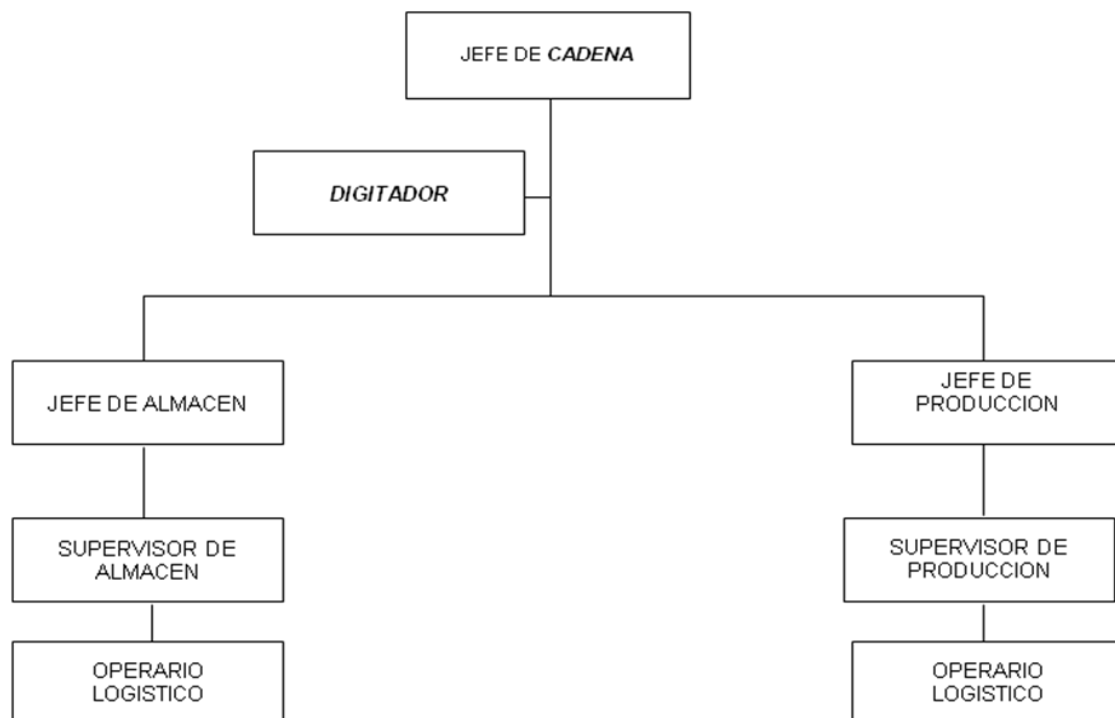 JEFE DE CADENA
DIGITADOR
JEFE DE ALMACEN
JEFE DE
PRODUCCION
SUPERVISOR DE
ALMACEN
SUPERVISOR DE
PRODUCCION
OPERARIO
LOGISTICO
OPERARIO
LOGISTICO